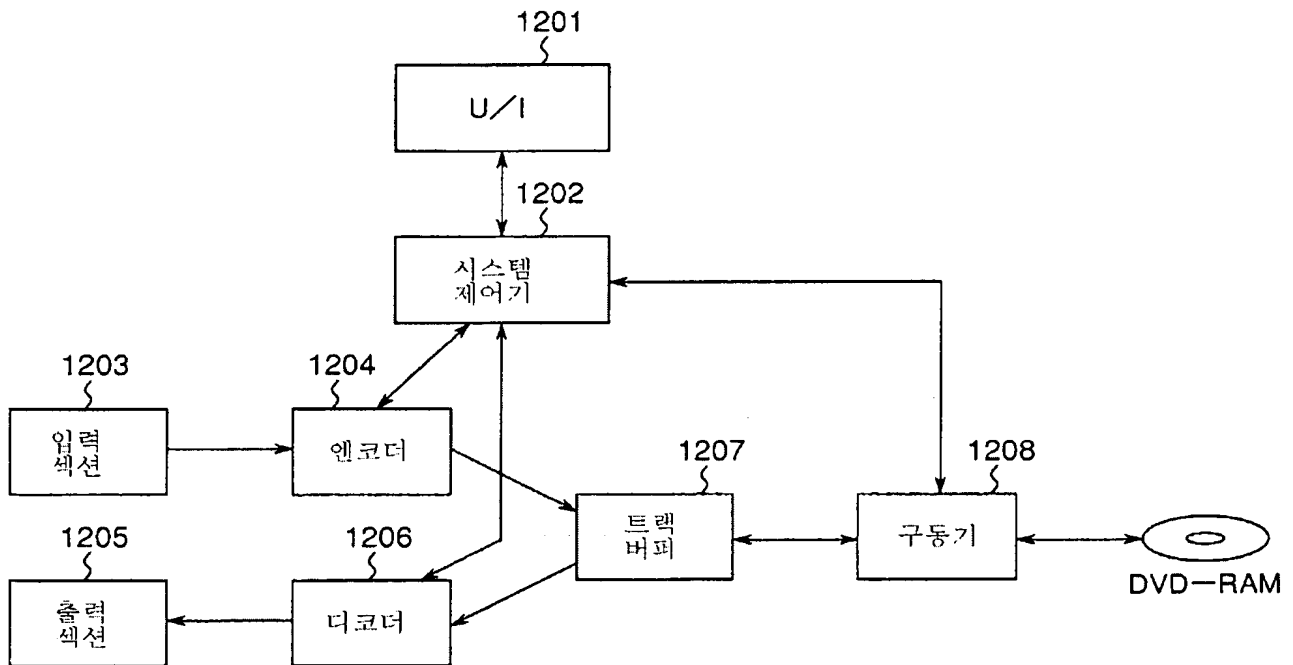 1201
U/I
1202
시스템
제어기
1203
입력
섹션
1204
엔코더
1207
트랙
버퍼
1208
구동기
DVD-RAM
1205
출력
섹션
1206
디코더